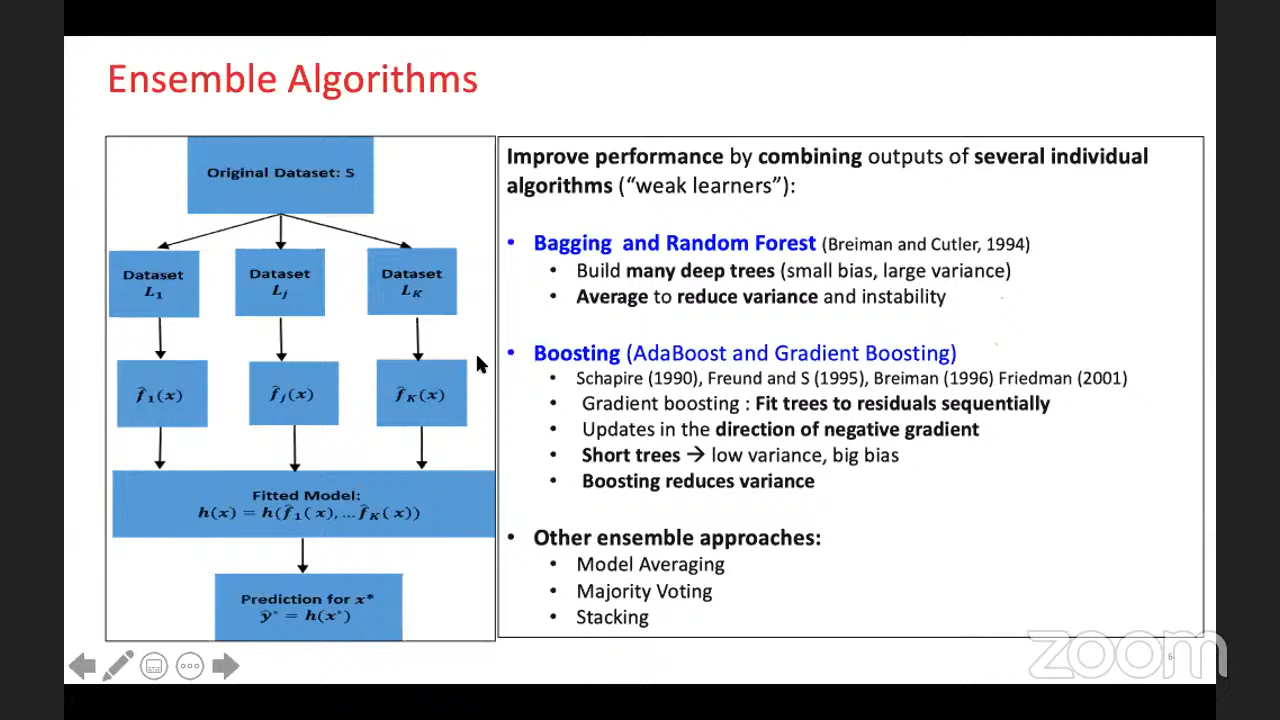 Ensemble Algorithms
Original Dataset: S
Dataset L₁
Dataset Lⱼ
Dataset L_K
f̂₁(x)
f̂ⱼ(x)
f̂_K(x)
Fitted Model:
h(x) = h(f̂₁(x), ... f̂_K(x))
Prediction for x*
ŷ* = h(x*)
Improve performance by combining outputs of several individual
algorithms (“weak learners”):
• Bagging and Random Forest (Breiman and Cutler, 1994)
• Build many deep trees (small bias, large variance)
• Average to reduce variance and instability
• Boosting (AdaBoost and Gradient Boosting)
• Schapire (1990), Freund and S (1995), Breiman (1996) Friedman (2001)
• Gradient boosting : Fit trees to residuals sequentially
• Updates in the direction of negative gradient
• Short trees → low variance, big bias
• Boosting reduces variance
• Other ensemble approaches:
• Model Averaging
• Majority Voting
• Stacking
zoom